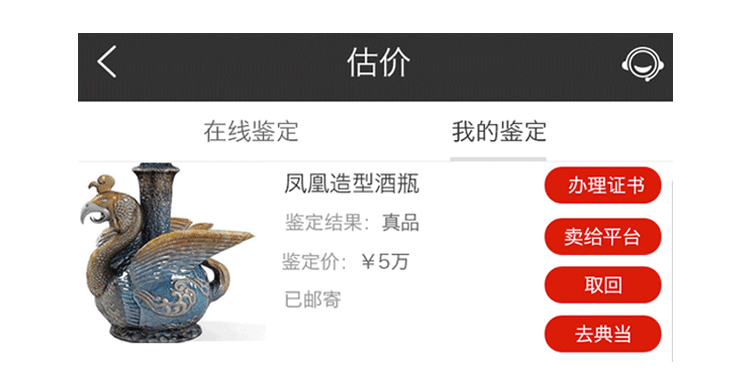 估价
在线鉴定 我的鉴定
凤凰造型酒瓶
鉴定结果：真品
鉴定价：￥5万
已邮寄
办理证书
卖给平台
取回
去典当